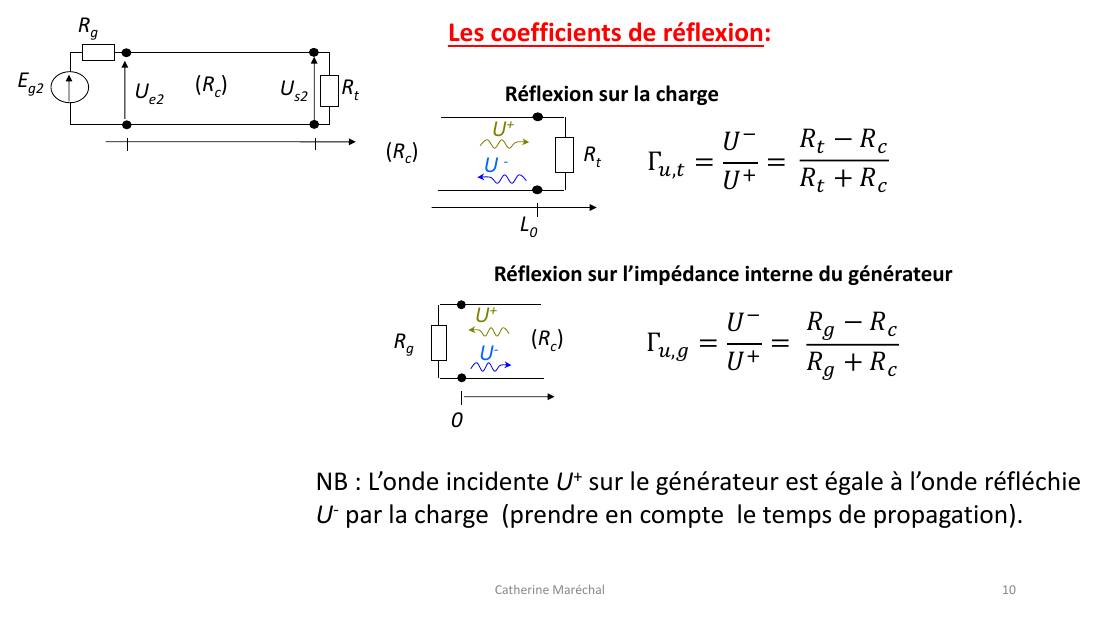 Les coefficients de réflexion:
R_g
E_g2
U_e2
(R_c)
U_s2
R_t
Réflexion sur la charge
U⁺
U ⁻
(R_c)
R_t
L_0
Γ_{u,t} = U⁻/U⁺ = (R_t − R_c)/(R_t + R_c)
Réflexion sur l’impédance interne du générateur
U⁺
U⁻
R_g
(R_c)
0
Γ_{u,g} = U⁻/U⁺ = (R_g − R_c)/(R_g + R_c)
NB : L’onde incidente U⁺ sur le générateur est égale à l’onde réfléchie
U⁻ par la charge (prendre en compte le temps de propagation).
Catherine Maréchal
10